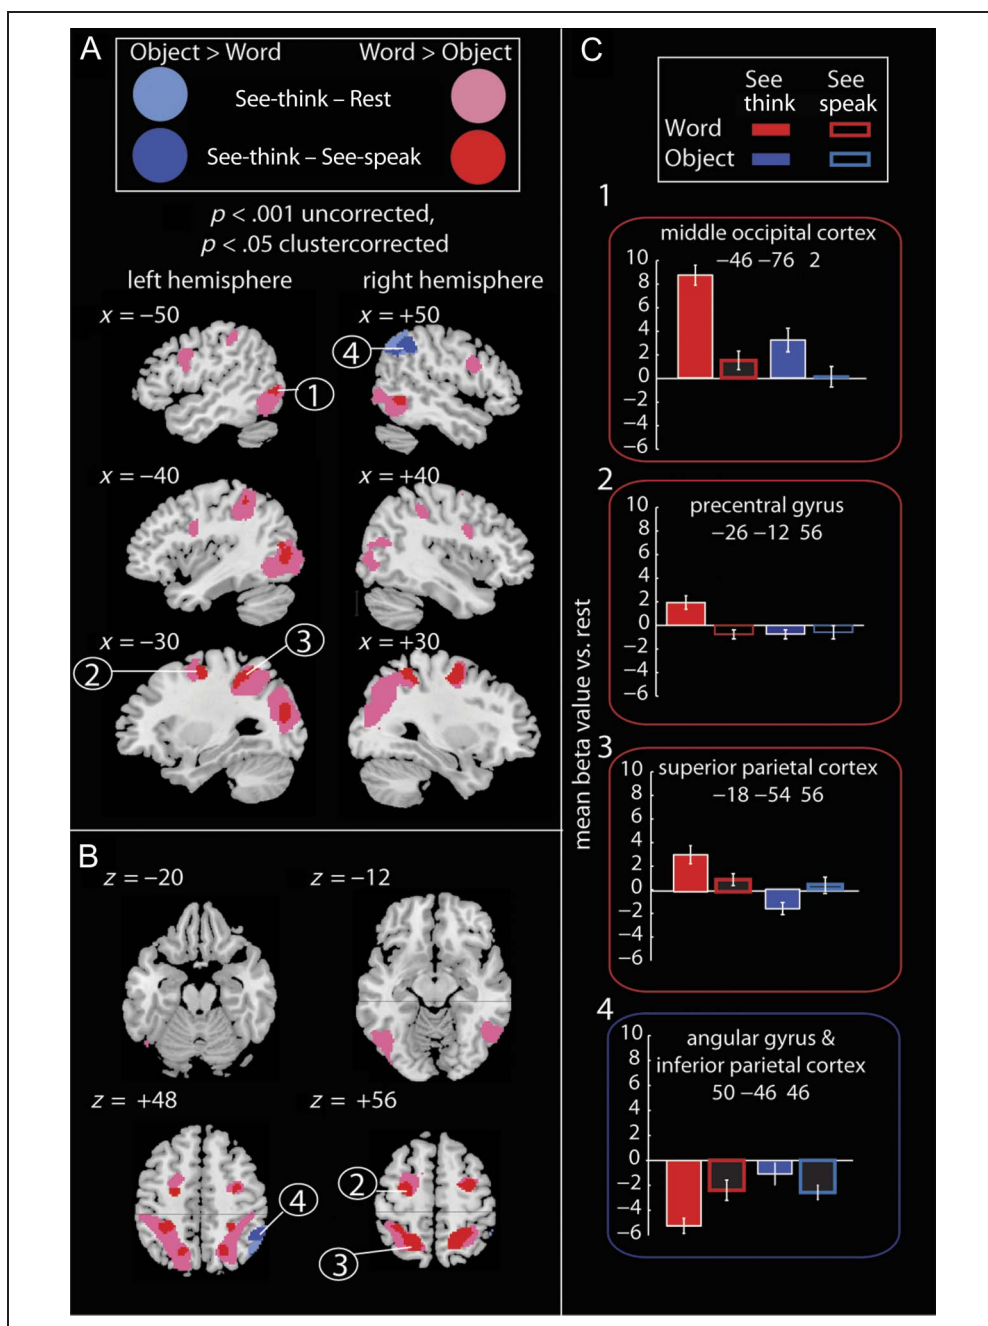 A
Object > Word Word > Object
See-think – Rest
See-think – See-speak
p < .001 uncorrected,
p < .05 clustercorrected
left hemisphere right hemisphere
x = –50 x = +50
4
1
x = –40 x = +40
x = –30 x = +30
3
2
B
z = –20 z = –12
z = +48 z = +56
2
4
3
C
See See
think speak
Word
Object
mean beta value vs. rest
1
middle occipital cortex
–46 –76 2
10
8
6
4
2
0
–2
–4
–6
2
precentral gyrus
–26 –12 56
10
8
6
4
2
0
–2
–4
–6
3
superior parietal cortex
–18 –54 56
10
8
6
4
2
0
–2
–4
–6
4
angular gyrus &
inferior parietal cortex
50 –46 46
10
8
6
4
2
0
–2
–4
–6